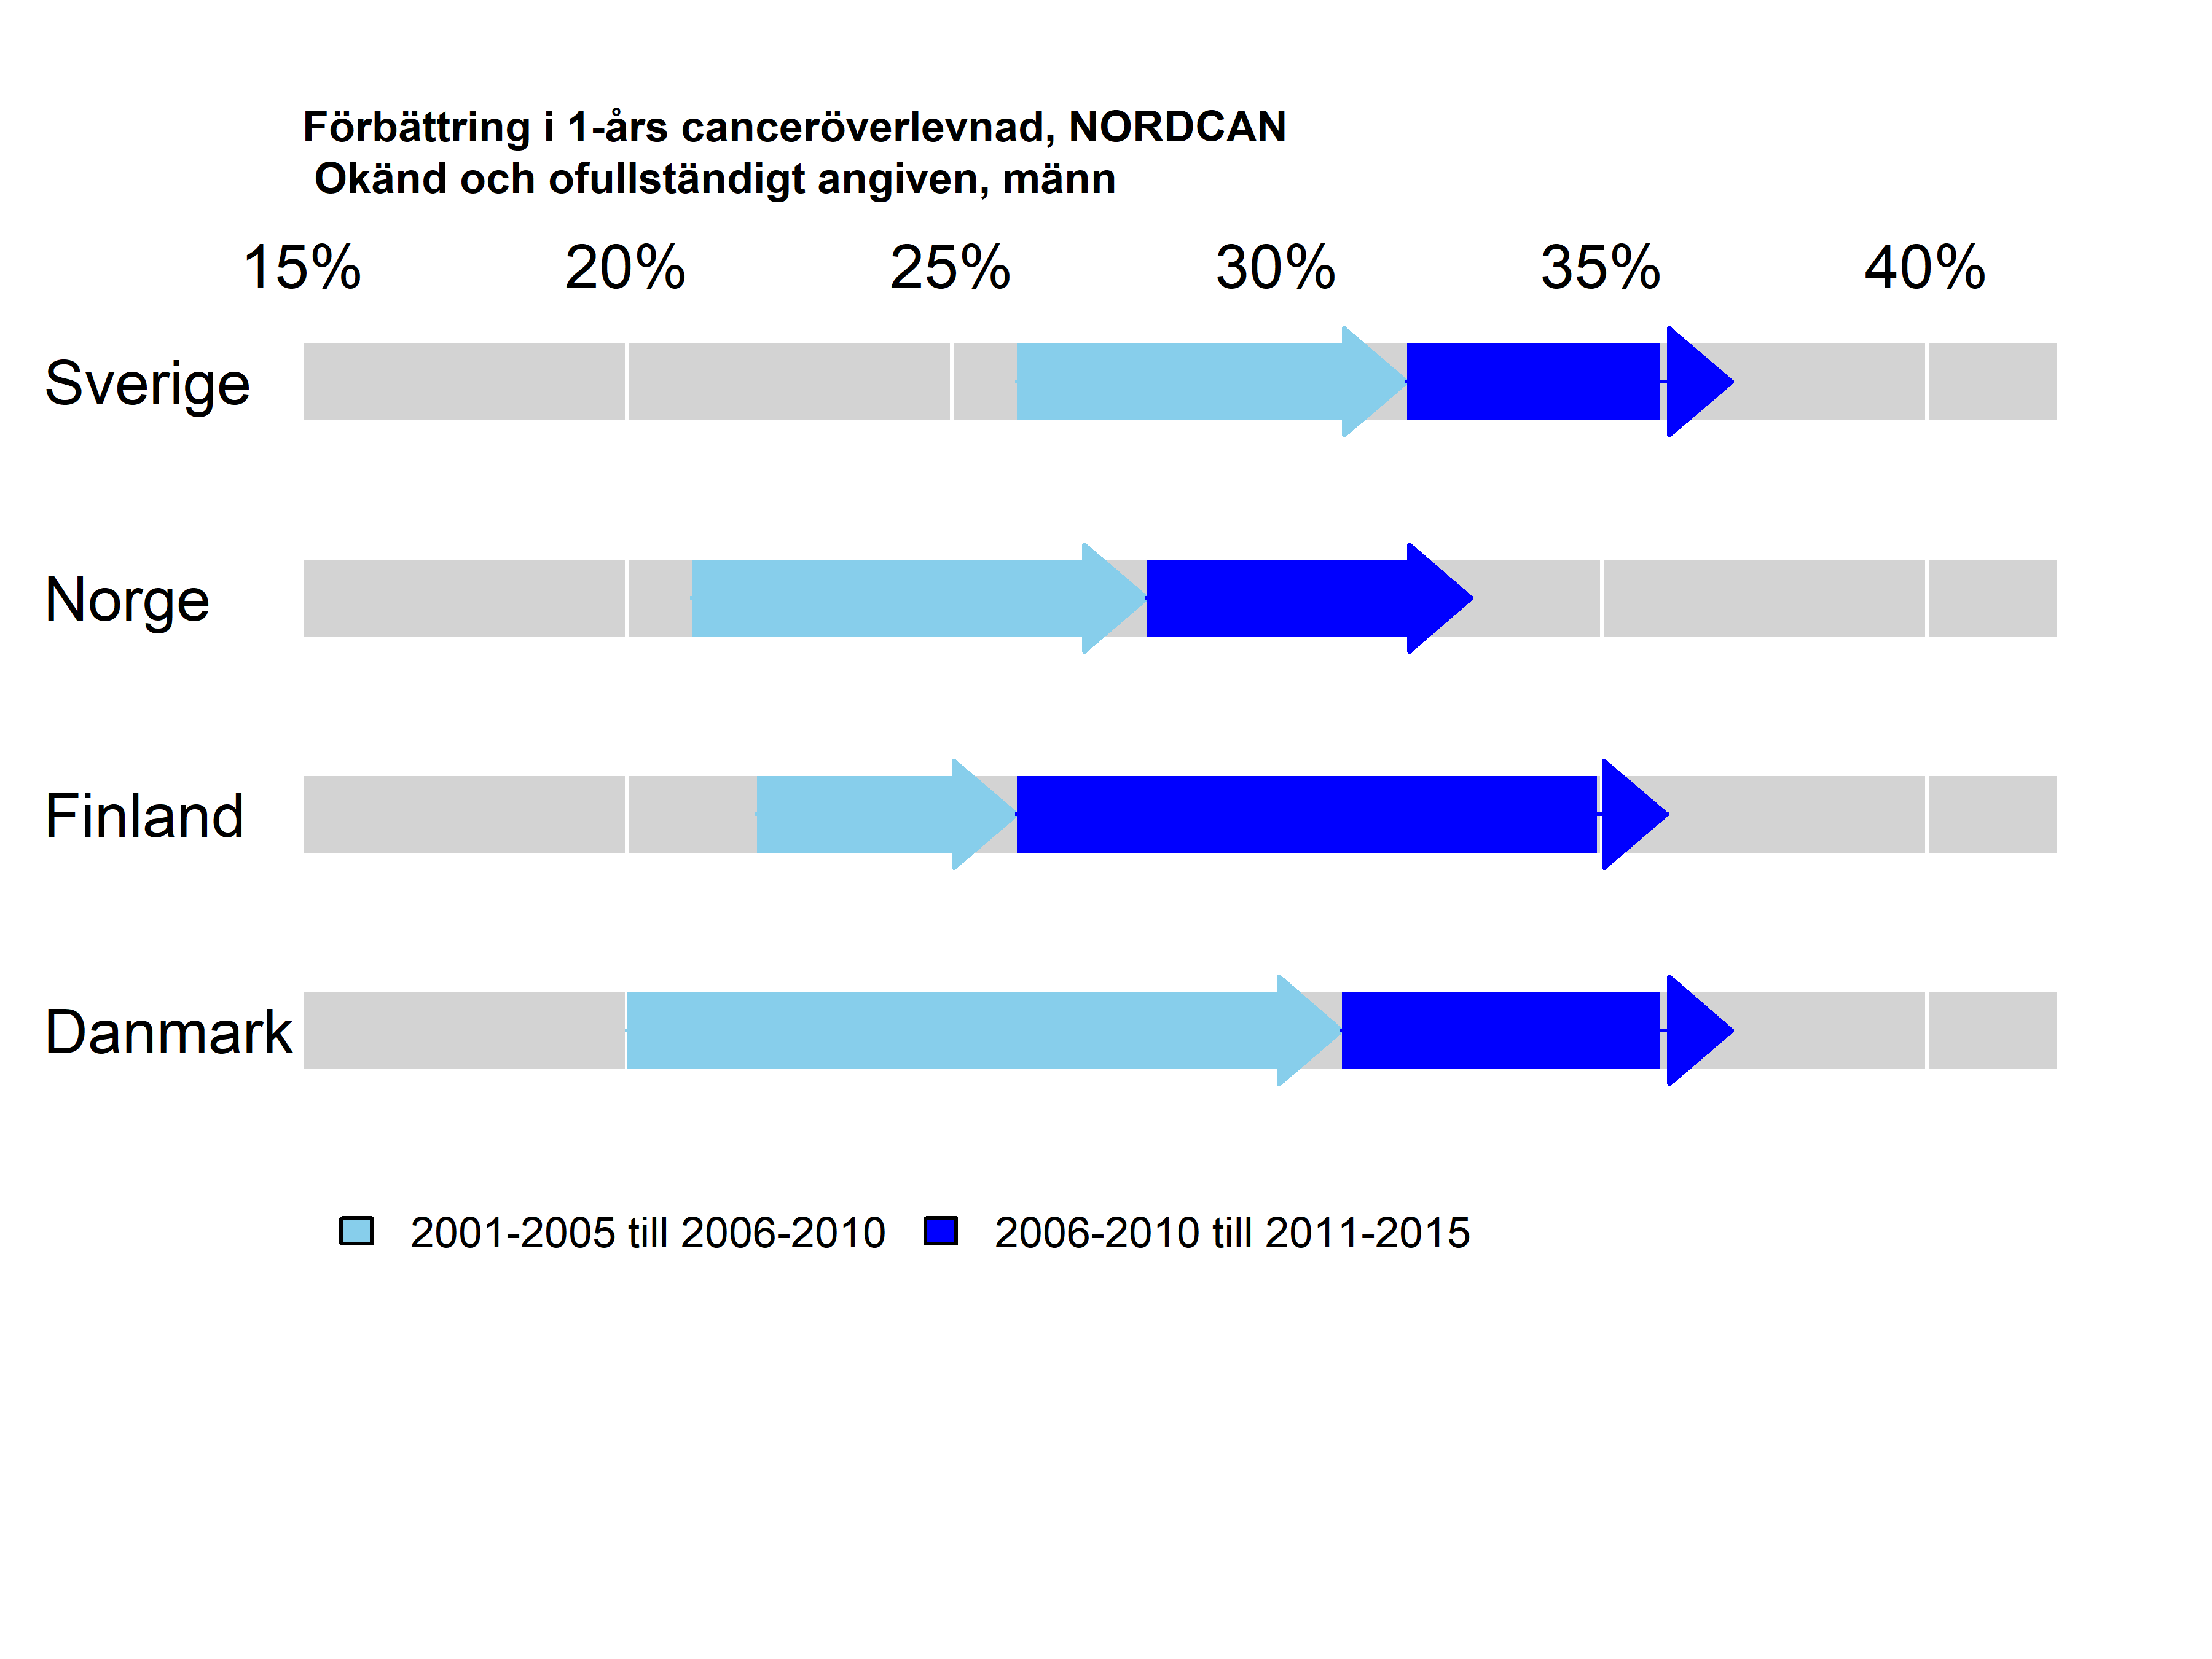 Förbättring i 1-års canceröverlevnad, NORDCAN
Okänd och ofullständigt angiven, männ
15% 20% 25% 30% 35% 40%
Sverige
Norge
Finland
Danmark
2001-2005 till 2006-2010 2006-2010 till 2011-2015